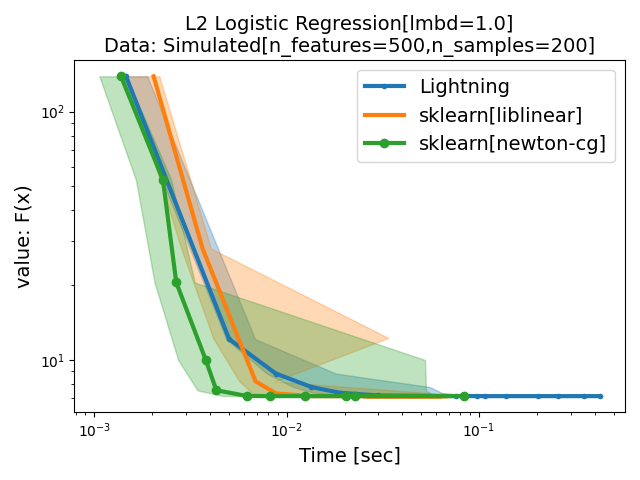 L2 Logistic Regression[lmbd=1.0]
Data: Simulated[n_features=500,n_samples=200]
Lightning
sklearn[liblinear]
sklearn[newton-cg]
value: F(x)
10²
10¹
10⁻³
10⁻²
10⁻¹
Time [sec]